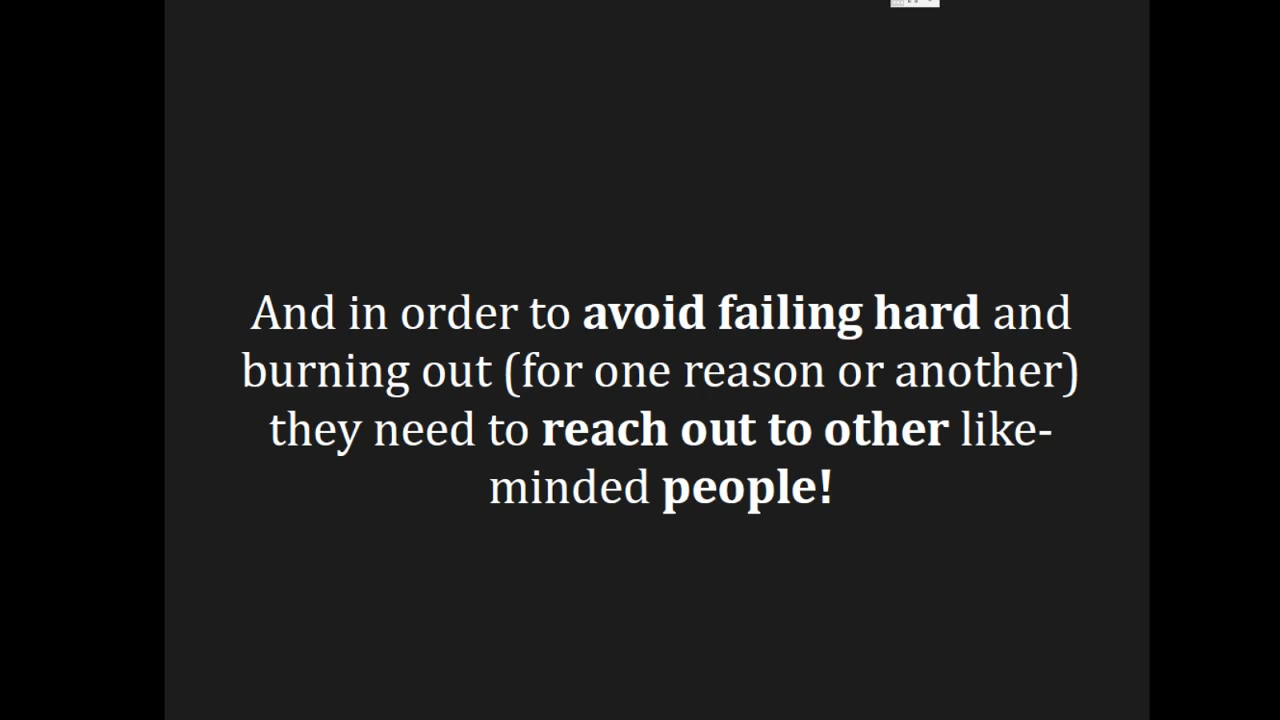 And in order to avoid failing hard and
burning out (for one reason or another)
they need to reach out to other like-
minded people!